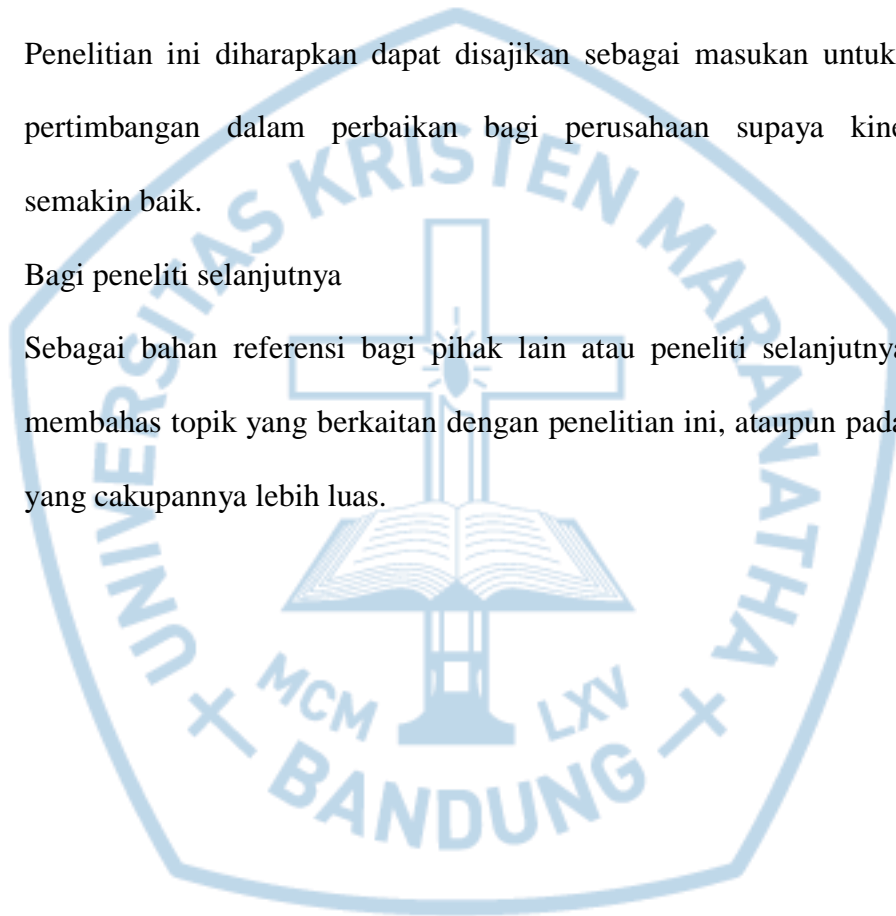 Penelitian ini diharapkan dapat disajikan sebagai masukan untuk
pertimbangan dalam perbaikan bagi perusahaan supaya kine
semakin baik.
Bagi peneliti selanjutnya
Sebagai bahan referensi bagi pihak lain atau peneliti selanjutnya
membahas topik yang berkaitan dengan penelitian ini, ataupun pada
yang cakupannya lebih luas.
UNIVERSITAS KRISTEN MARANATHA
MCM LXV
BANDUNG